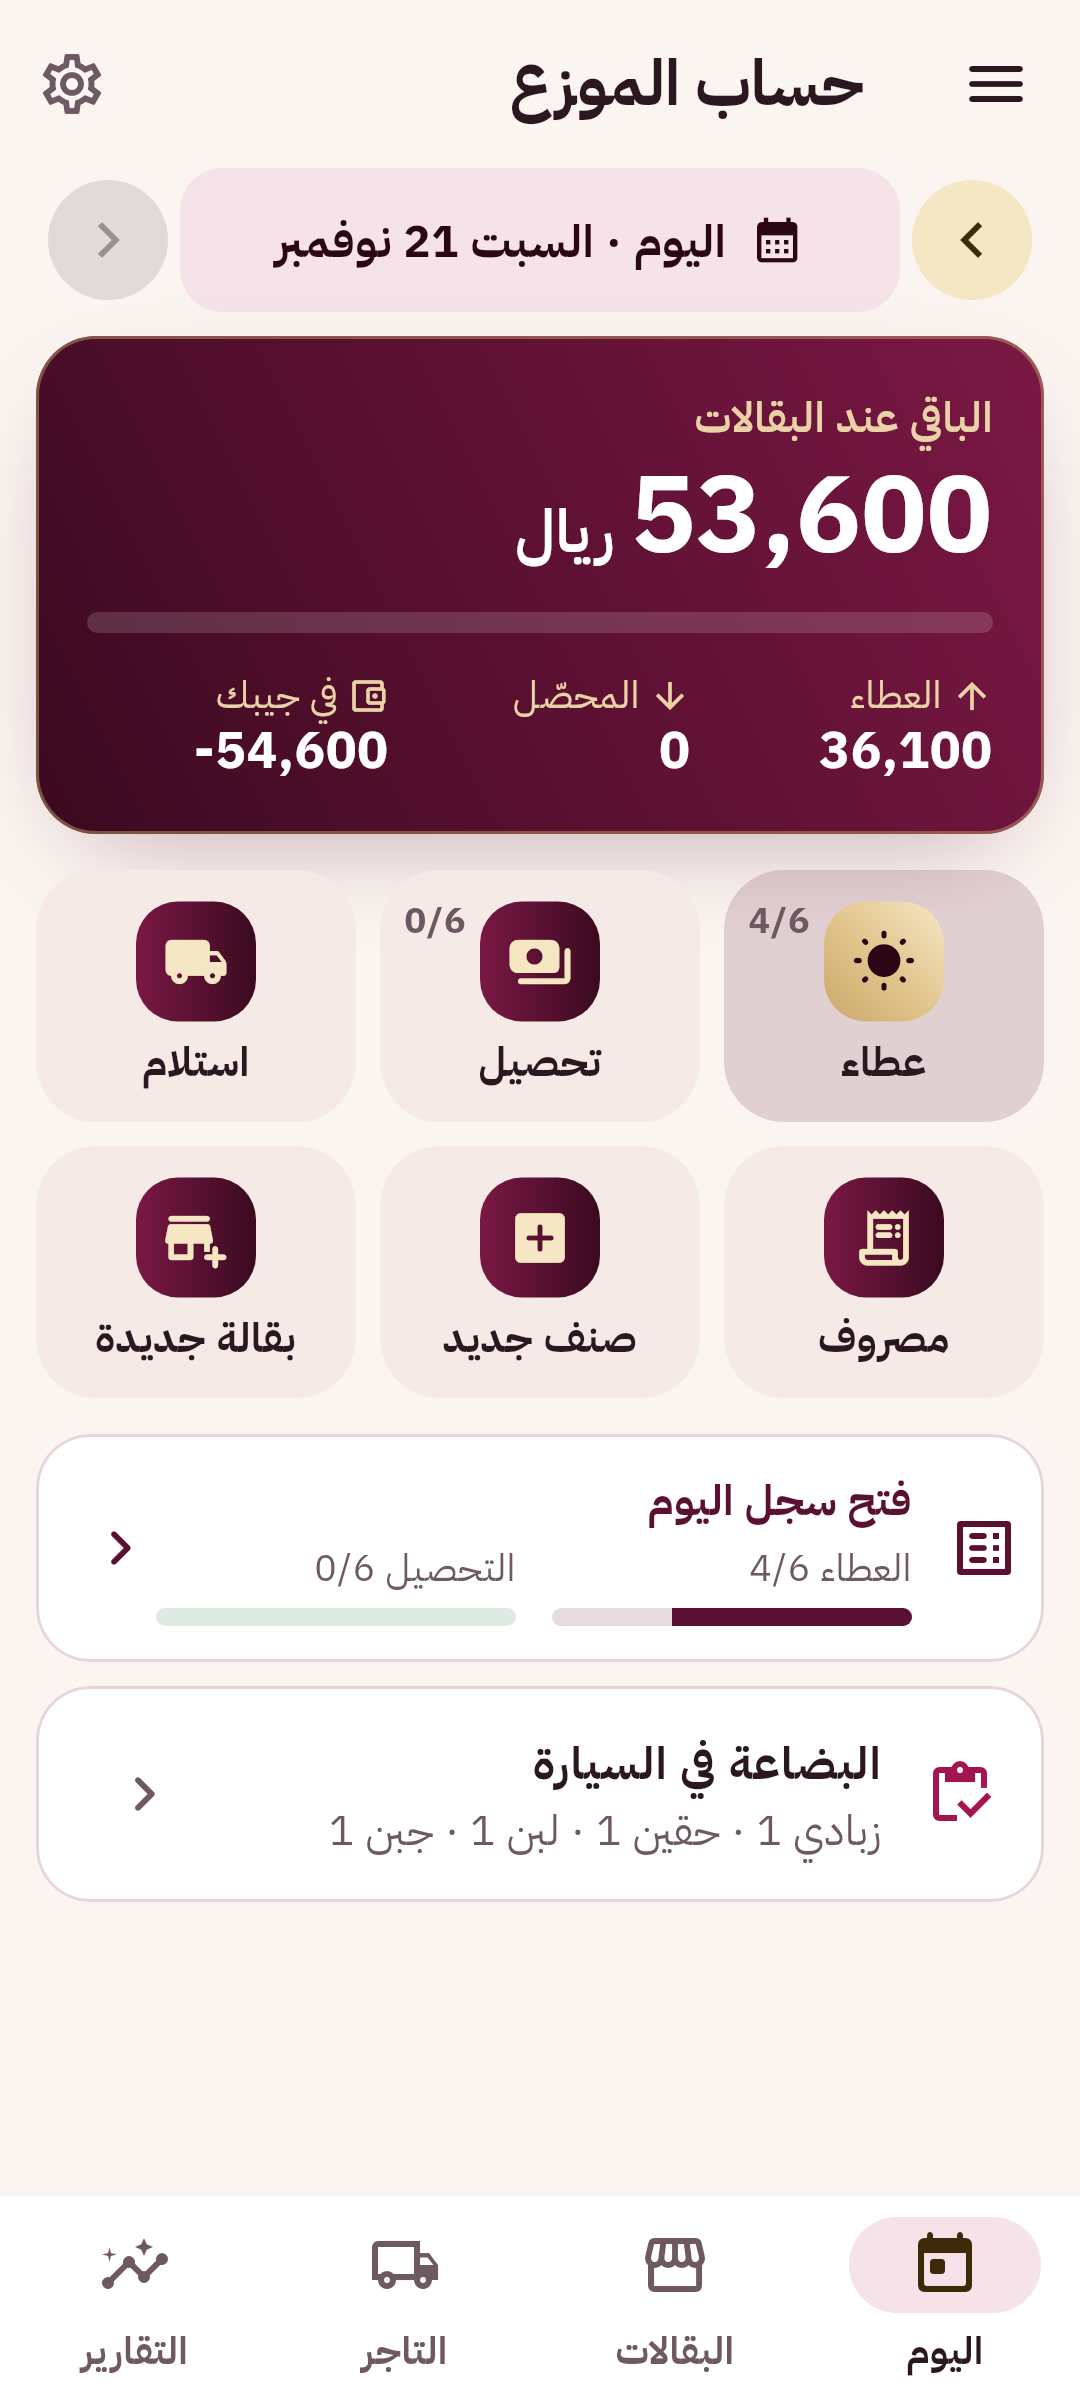 حساب الموزع
اليوم · السبت 21 نوفمبر
الباقي عند البقالات
53,600 ريال
العطاء
36,100
المحصّل
0
في جيبك
-54,600
4/6
عطاء
0/6
تحصيل
استلام
مصروف
صنف جديد
بقالة جديدة
فتح سجل اليوم
العطاء 4/6
التحصيل 0/6
البضاعة في السيارة
زبادي 1 · حقين 1 · لبن 1 · جبن 1
اليوم
البقالات
التاجر
التقارير